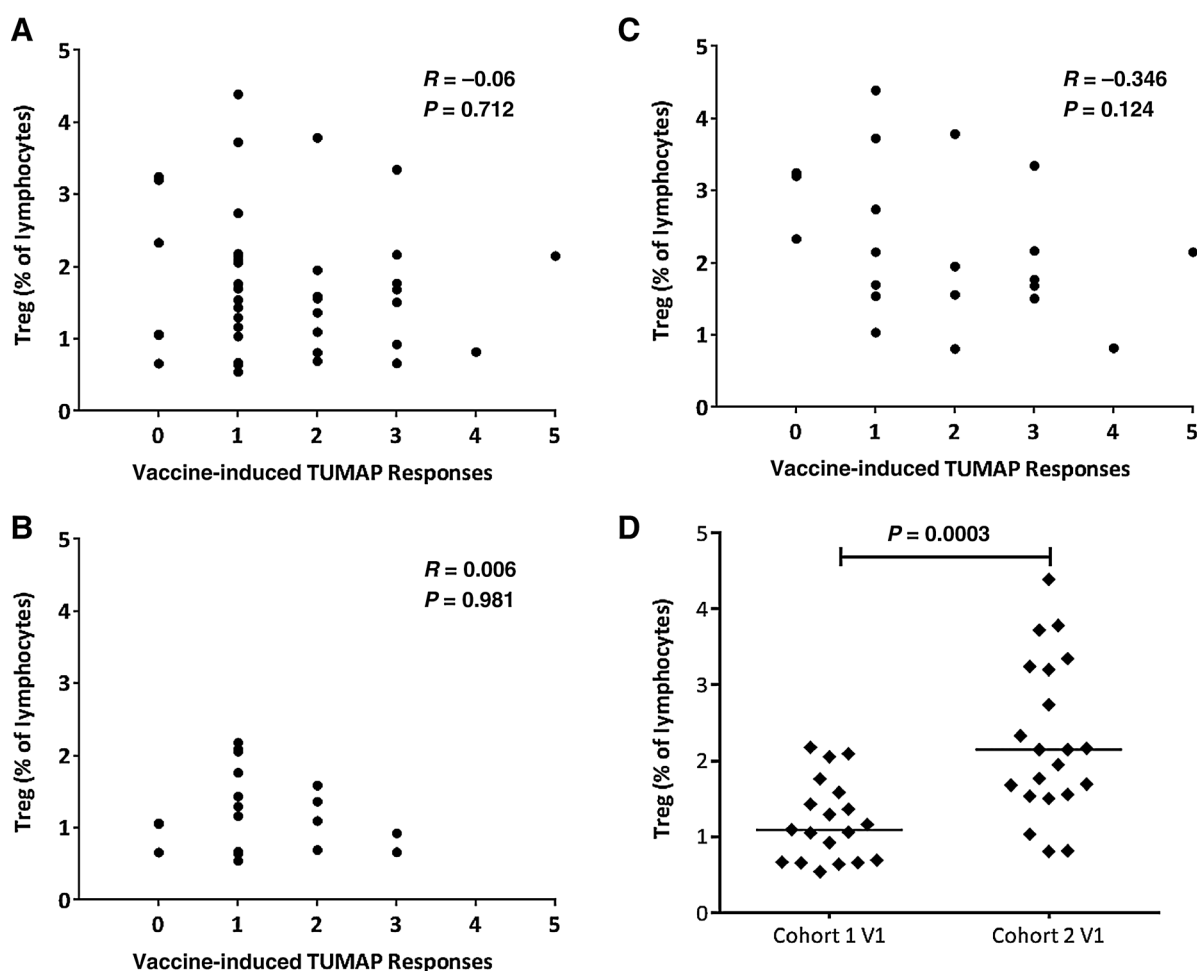 A
5
4
3
2
1
0
Treg (% of lymphocytes)
R = –0.06
P = 0.712
0 1 2 3 4 5
Vaccine-induced TUMAP Responses
B
5
4
3
2
1
0
Treg (% of lymphocytes)
R = 0.006
P = 0.981
0 1 2 3 4 5
Vaccine-induced TUMAP Responses
C
5
4
3
2
1
0
Treg (% of lymphocytes)
R = –0.346
P = 0.124
0 1 2 3 4 5
Vaccine-induced TUMAP Responses
D
5
4
3
2
1
0
Treg (% of lymphocytes)
P = 0.0003
Cohort 1 V1 Cohort 2 V1